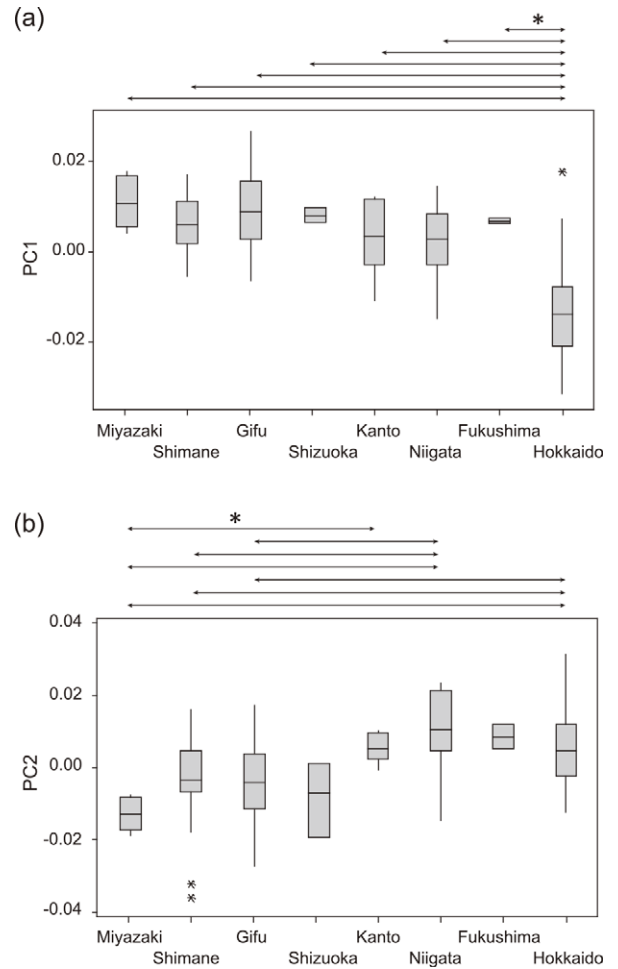 (a)
*
0.02
0.00
-0.02
PC1
*
Miyazaki Gifu Kanto Fukushima
Shimane Shizuoka Niigata Hokkaido
(b)
*
0.04
0.02
0.00
-0.02
-0.04
PC2
*
*
Miyazaki Gifu Kanto Fukushima
Shimane Shizuoka Niigata Hokkaido